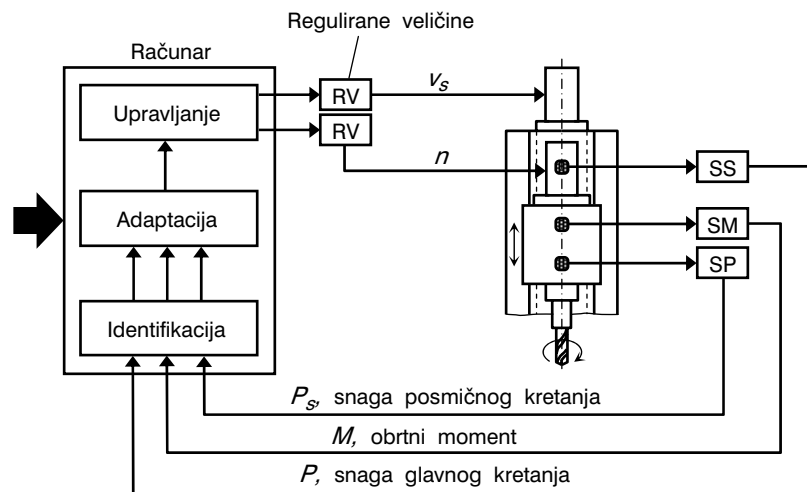 Regulirane veličine
Računar
Upravljanje
RV
RV
v_s
n
SS
Adaptacija
SM
SP
Identifikacija
P_s, snaga posmičnog kretanja
M, obrtni moment
P, snaga glavnog kretanja